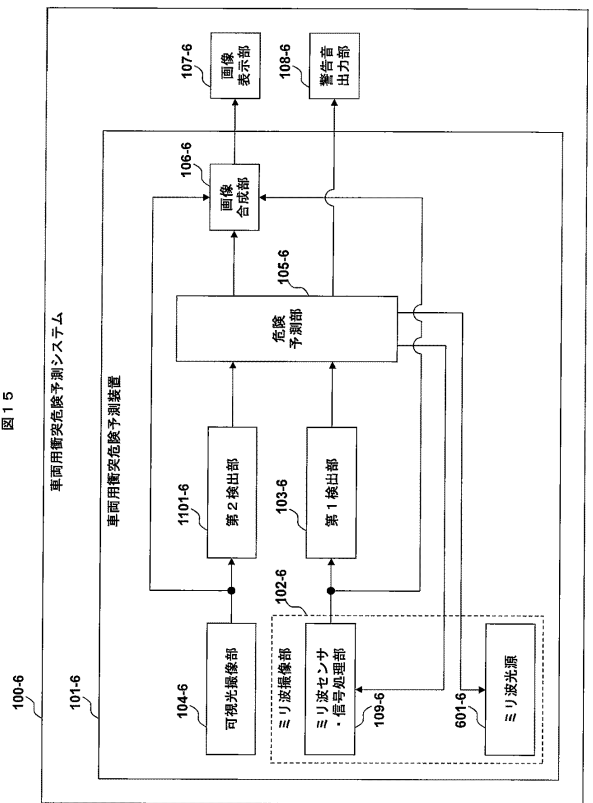 図15
100-6
車両用衝突危険予測システム
101-6
車両用衝突危険予測装置
104-6
可視光撮像部
1101-6
第2検出部
106-6
画像
合成部
107-6
画像
表示部
105-6
危険
予測部
108-6
警告音
出力部
102-6
ミリ波撮像部
ミリ波センサ
・信号処理部
109-6
103-6
第1検出部
601-6
ミリ波光源